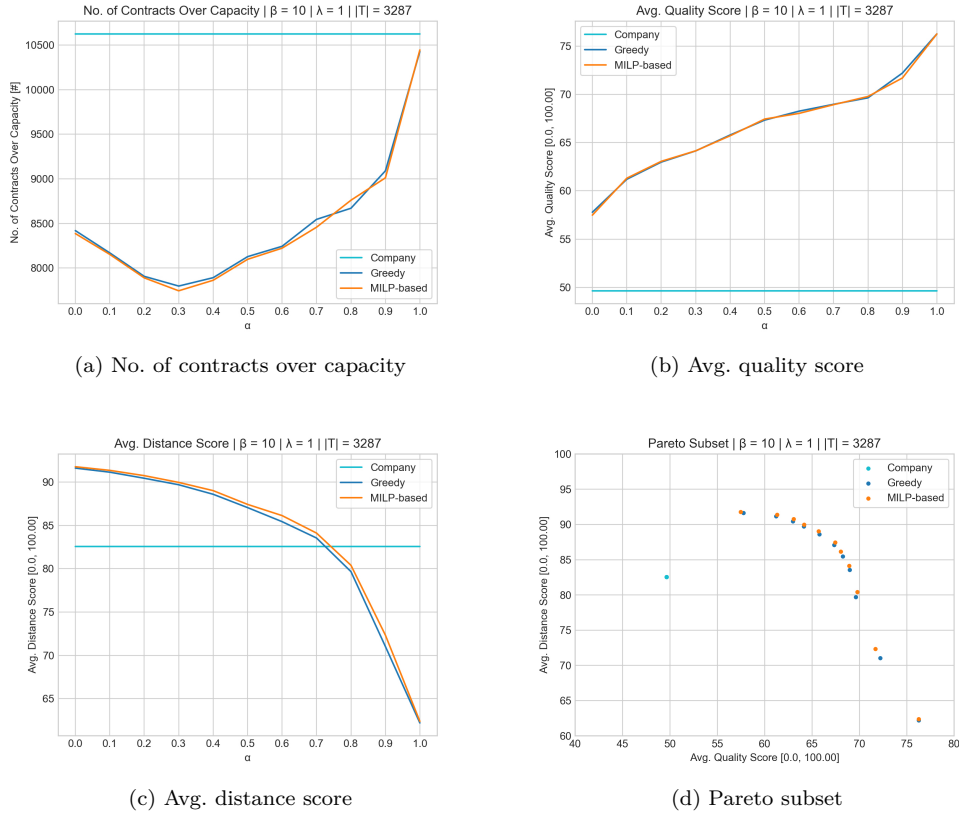 No. of Contracts Over Capacity | β = 10 | λ = 1 | |T| = 3287
No. of Contracts Over Capacity [#]
10500
10000
9500
9000
8500
8000
Company
Greedy
MILP-based
0.0 0.1 0.2 0.3 0.4 0.5 0.6 0.7 0.8 0.9 1.0
α
(a) No. of contracts over capacity
Avg. Quality Score | β = 10 | λ = 1 | |T| = 3287
Avg. Quality Score [0.0, 100.00]
75
70
65
60
55
50
Company
Greedy
MILP-based
0.0 0.1 0.2 0.3 0.4 0.5 0.6 0.7 0.8 0.9 1.0
α
(b) Avg. quality score
Avg. Distance Score | β = 10 | λ = 1 | |T| = 3287
Avg. Distance Score [0.0, 100.00]
90
85
80
75
70
65
Company
Greedy
MILP-based
0.0 0.1 0.2 0.3 0.4 0.5 0.6 0.7 0.8 0.9 1.0
α
(c) Avg. distance score
Pareto Subset | β = 10 | λ = 1 | |T| = 3287
Avg. Distance Score [0.0, 100.00]
100
95
90
85
80
75
70
65
60
Company
Greedy
MILP-based
40 45 50 55 60 65 70 75 80
Avg. Quality Score [0.0, 100.00]
(d) Pareto subset